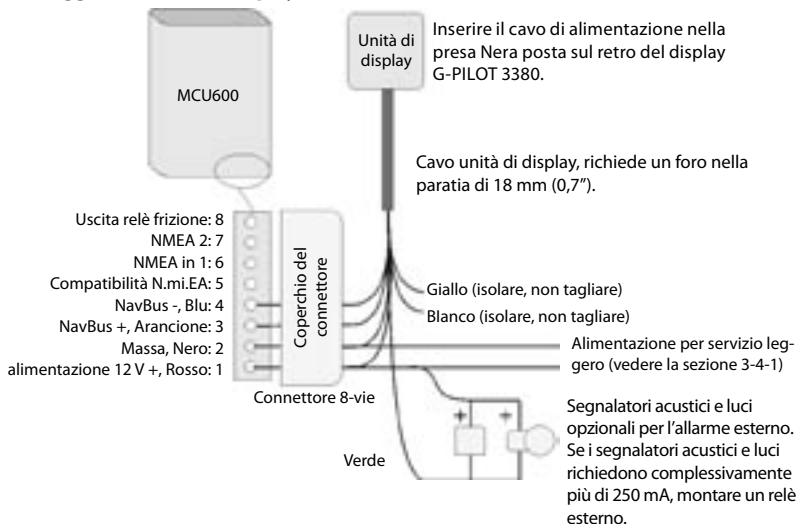 Unità di
display
Inserire il cavo di alimentazione nella
presa Nera posta sul retro del display
G-PILOT 3380.
MCU600
Cavo unità di display, richiede un foro nella
paratia di 18 mm (0,7”).
Uscita relè frizione: 8
NMEA 2: 7
NMEA in 1: 6
Compatibilità N.mi.EA: 5
NavBus -, Blu: 4
NavBus +, Arancione: 3
Massa, Nero: 2
alimentazione 12 V +, Rosso: 1
Coperchio del
connettore
Connettore 8-vie
Giallo (isolare, non tagliare)
Blanco (isolare, non tagliare)
Alimentazione per servizio leg-
gero (vedere la sezione 3-4-1)
+ +
Verde
Segnalatori acustici e luci
opzionali per l’allarme esterno.
Se i segnalatori acustici e luci
richiedono complessivamente
più di 250 mA, montare un relè
esterno.